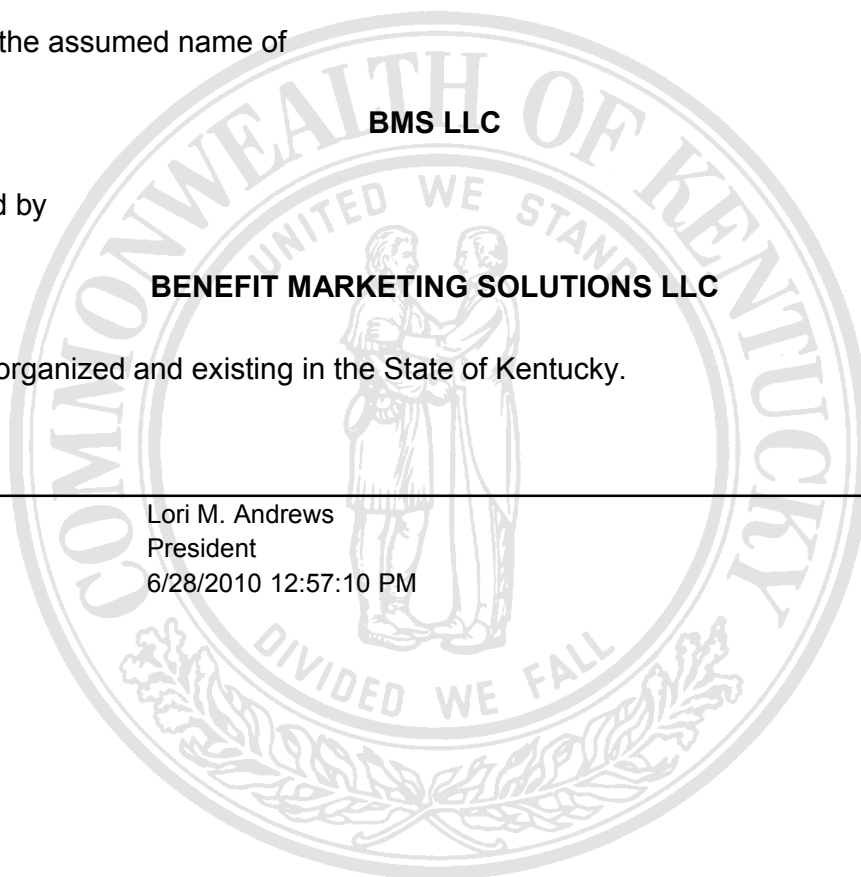 the assumed name of
BMS LLC
d by
BENEFIT MARKETING SOLUTIONS LLC
organized and existing in the State of Kentucky.
Lori M. Andrews
President
6/28/2010 12:57:10 PM
COMMONWEALTH OF KENTUCKY
UNITED WE STAND
DIVIDED WE FALL